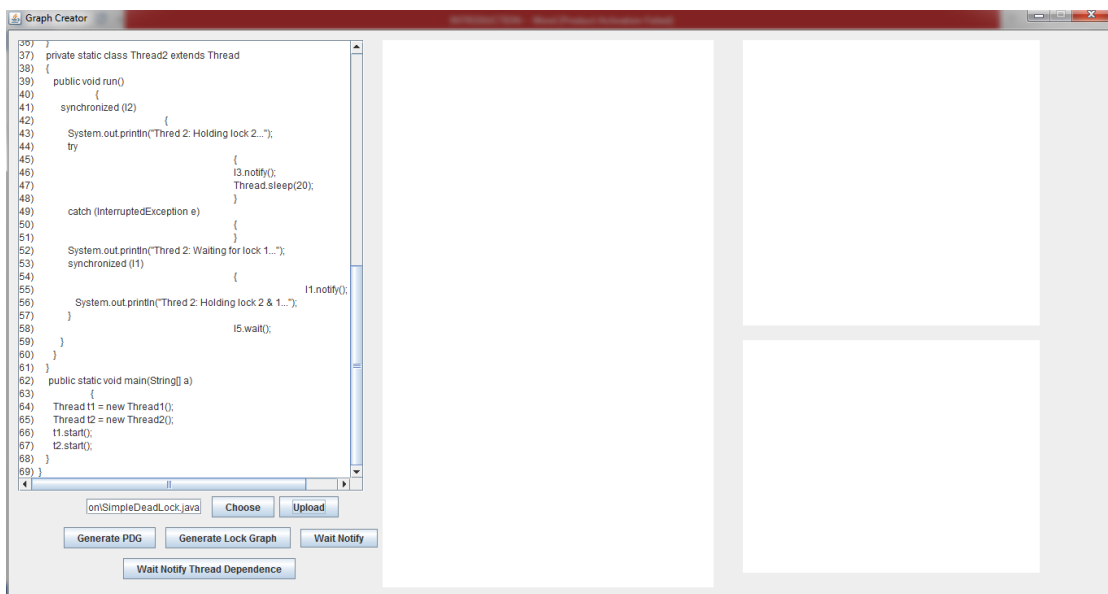 Graph Creator
INTRODUCTION - Word (Product Activation Failed)
36)    }
37)    private static class Thread2 extends Thread
38)    {
39)      public void run()
40)                {
41)        synchronized (l2)
42)                                {
43)          System.out.println("Thred 2: Holding lock 2...");
44)          try
45)                                                {
46)                                                l3.notify();
47)                                                Thread.sleep(20);
48)                                                }
49)          catch (InterruptedException e)
50)                                                {
51)                                                }
52)          System.out.println("Thred 2: Waiting for lock 1...");
53)          synchronized (l1)
54)                                                {
55)                                                                l1.notify();
56)            System.out.println("Thred 2: Holding lock 2 & 1...");
57)          }
58)                                                l5.wait();
59)        }
60)      }
61)    }
62)    public static void main(String[] a)
63)                {
64)      Thread t1 = new Thread1();
65)      Thread t2 = new Thread2();
66)      t1.start();
67)      t2.start();
68)    }
69) }
on\SimpleDeadLock.java Choose Upload
Generate PDG Generate Lock Graph Wait Notify
Wait Notify Thread Dependence